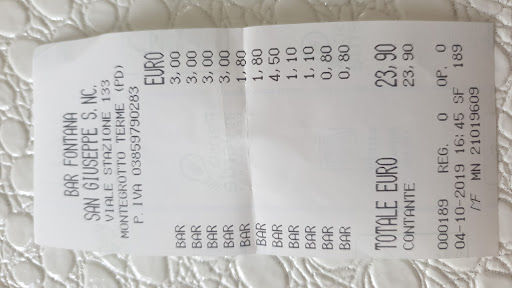 BAR FONTANA
SAN GIUSEPPE S. NC.
VIALE STAZIONE 133
MONTEGROTTO TERME (PD)
P. IVA 03859790283
EURO
BAR 3,00
BAR 3,00
BAR 3,00
BAR 3,00
BAR 1,80
BAR 1,80
BAR 4,50
BAR 1,10
BAR 1,10
BAR 0,80
BAR 0,80
TOTALE EURO 23,90
CONTANTE 23,90
000189 REG. 0 OP. 0
04-10-2019 16:45 SF 189
MN 21019609